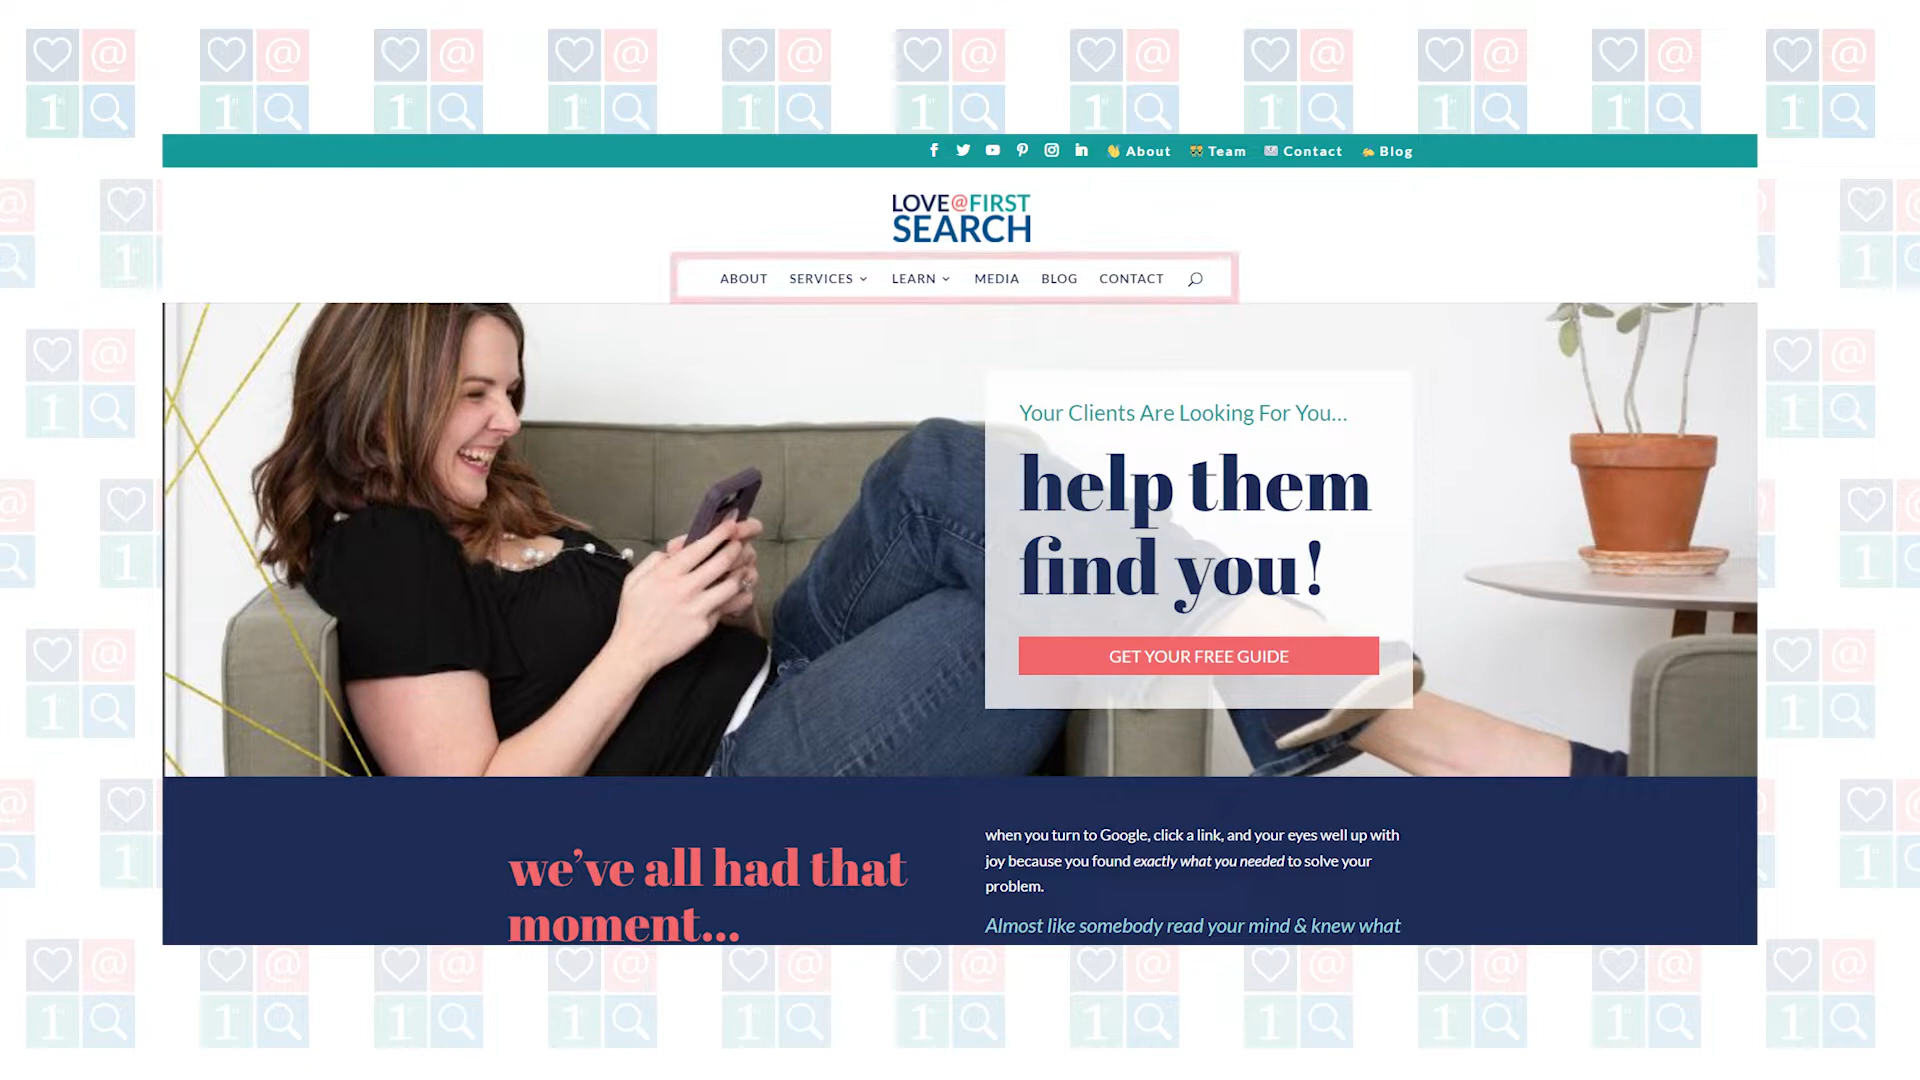 About Team Contact Blog
LOVE@FIRST
SEARCH
ABOUT SERVICES LEARN MEDIA BLOG CONTACT
Your Clients Are Looking For You...
help them
find you!
GET YOUR FREE GUIDE
we've all had that
moment...
when you turn to Google, click a link, and your eyes well up with
joy because you found exactly what you needed to solve your
problem.
Almost like somebody read your mind & knew what